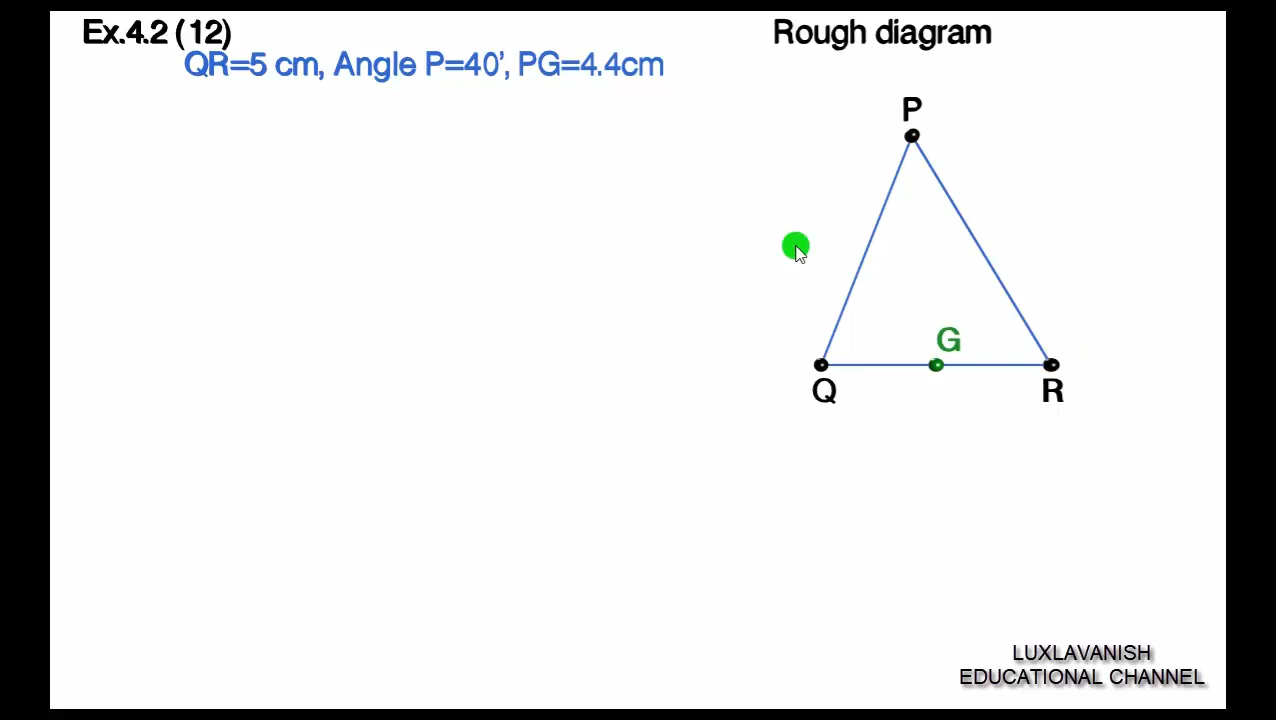 Ex.4.2 (12)
QR=5 cm, Angle P=40’, PG=4.4cm
Rough diagram
P
G
Q
R
LUXLAVANISH
EDUCATIONAL CHANNEL